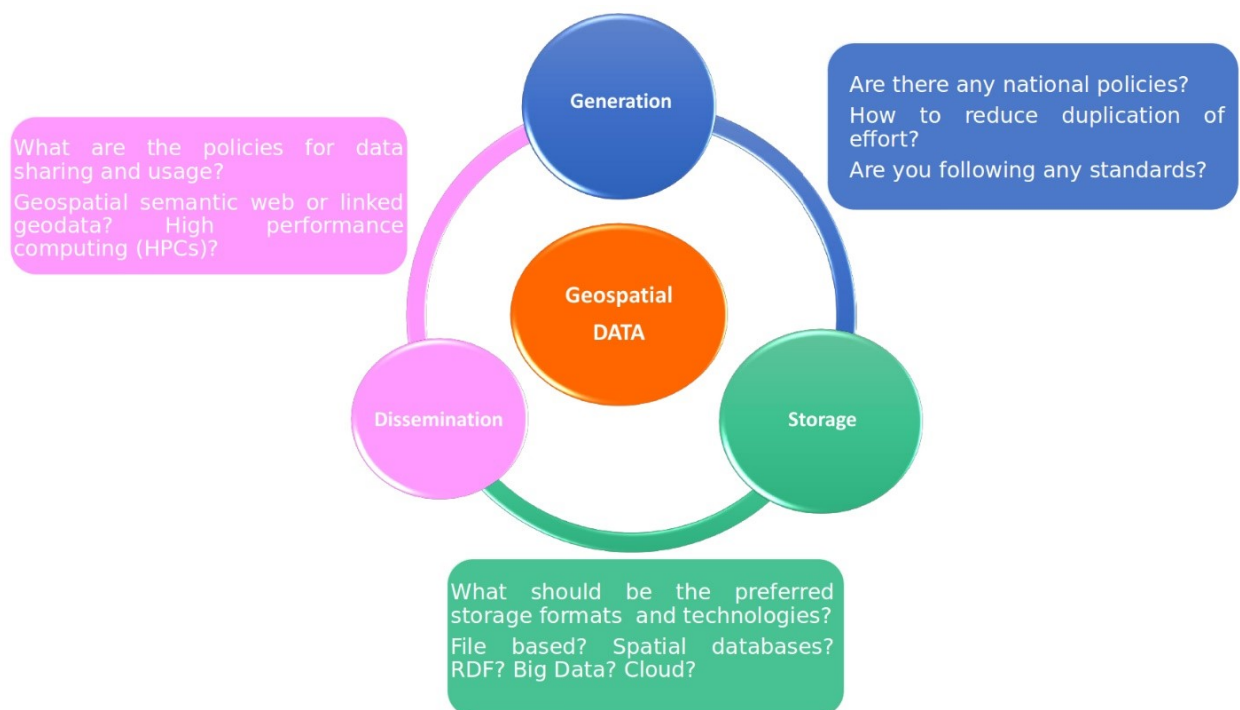 Generation
Are there any national policies?
How to reduce duplication of
effort?
Are you following any standards?
What are the policies for data
sharing and usage?
Geospatial semantic web or linked
geodata? High performance
computing (HPCs)?
Geospatial
DATA
Dissemination
Storage
What should be the preferred
storage formats and technologies?
File based? Spatial databases?
RDF? Big Data? Cloud?